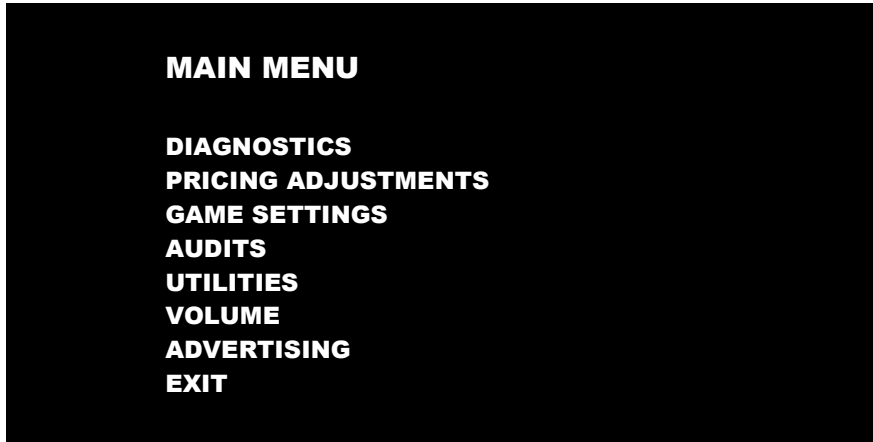 MAIN MENU
DIAGNOSTICS
PRICING ADJUSTMENTS
GAME SETTINGS
AUDITS
UTILITIES
VOLUME
ADVERTISING
EXIT